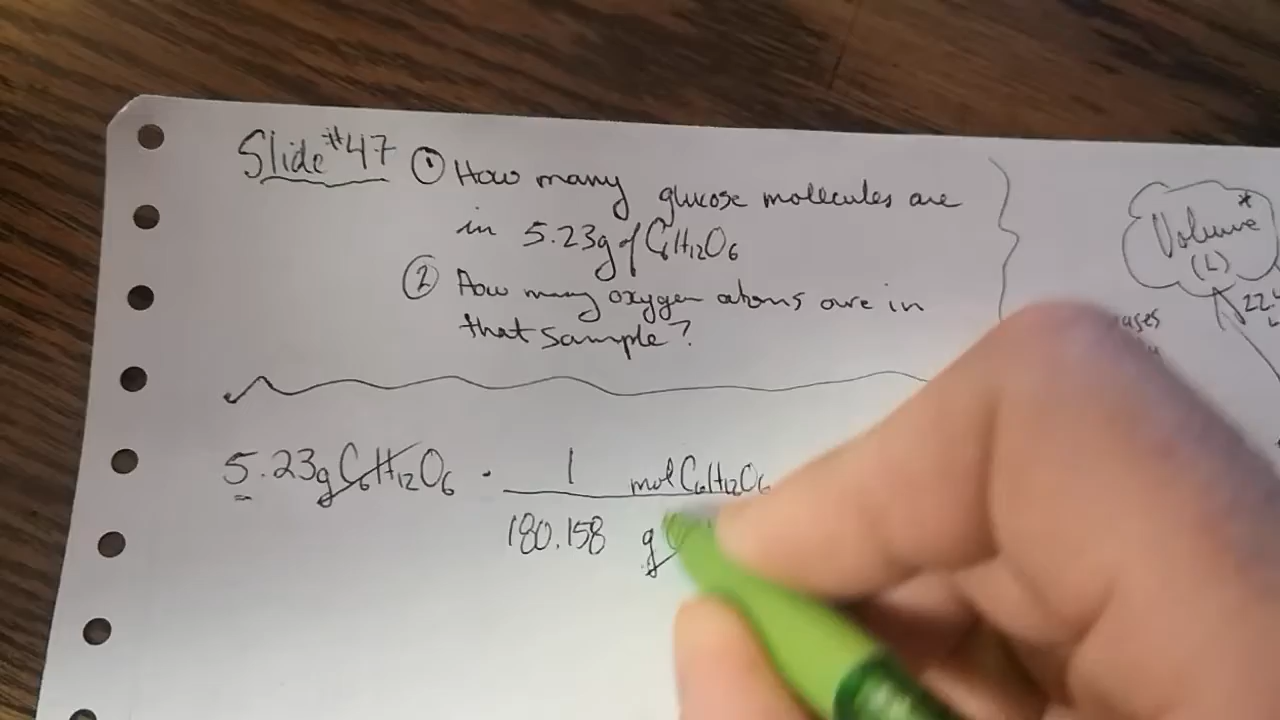 Slide #47 ① How many glucose molecules are
in 5.23g of C6H12O6
② How many oxygen atoms are in
that sample?
Volume *
(L)
5.23g C6H12O6 · 1 mol C6H12O6
180.158 g